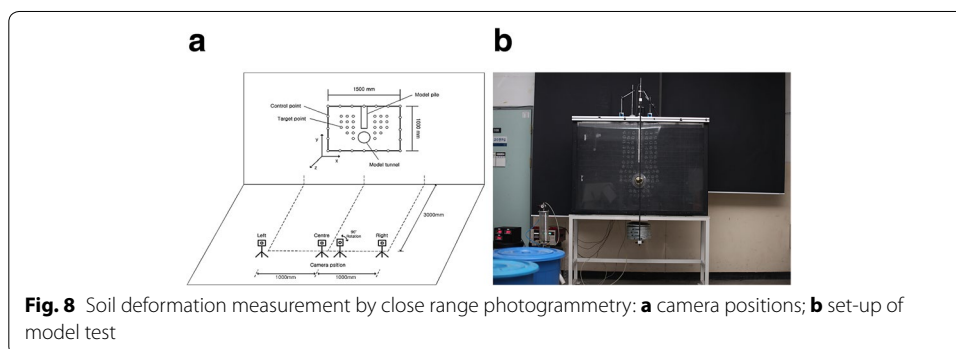 a
b
1500 mm
Model pile
Control point
Target point
1000 mm
Y
X
Z
Model tunnel
3000mm
Left
Centre
90°
Rotation
Right
Camera position
1000mm
1000mm
Fig. 8 Soil deformation measurement by close range photogrammetry: a camera positions; b set-up of
model test